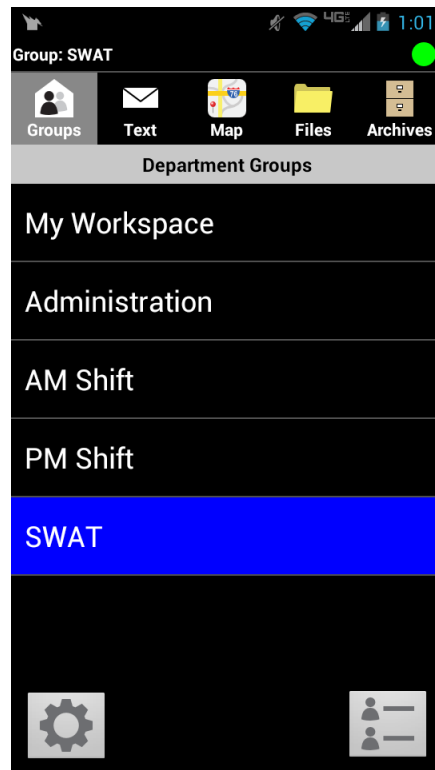 4G 1:01
Group: SWAT
Groups Text Map Files Archives
Department Groups
My Workspace
Administration
AM Shift
PM Shift
SWAT